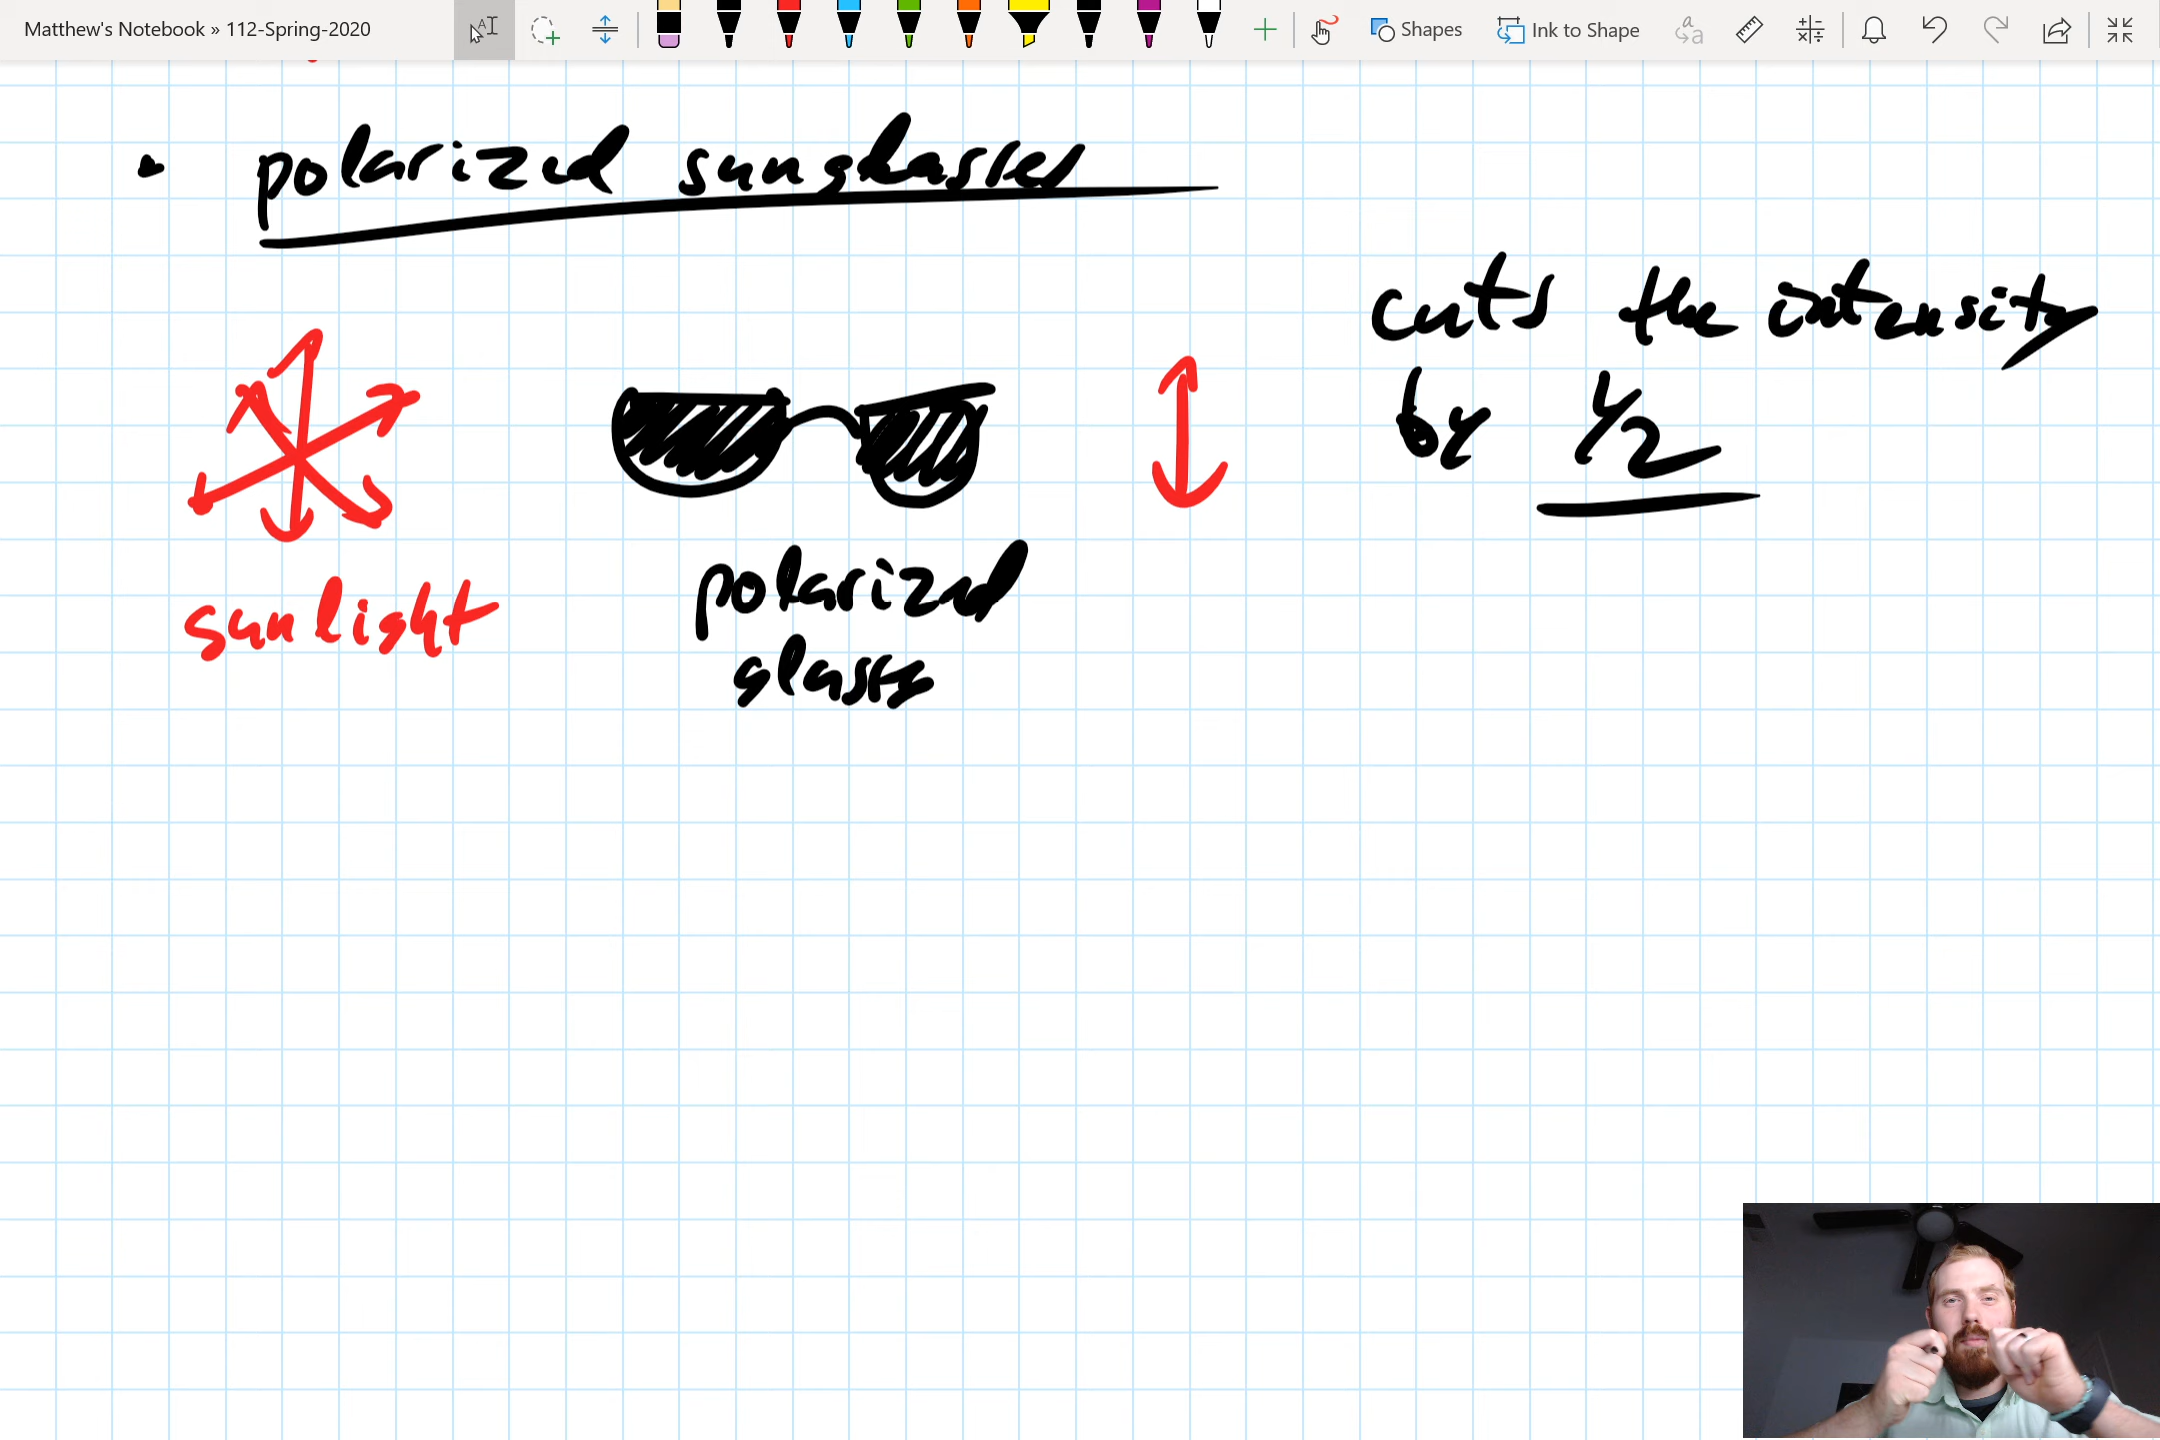 Matthew's Notebook » 112-Spring-2020
Shapes
Ink to Shape
• polarized sunglasses
cuts the intensity
by 1/2
sunlight
polarized
glasses